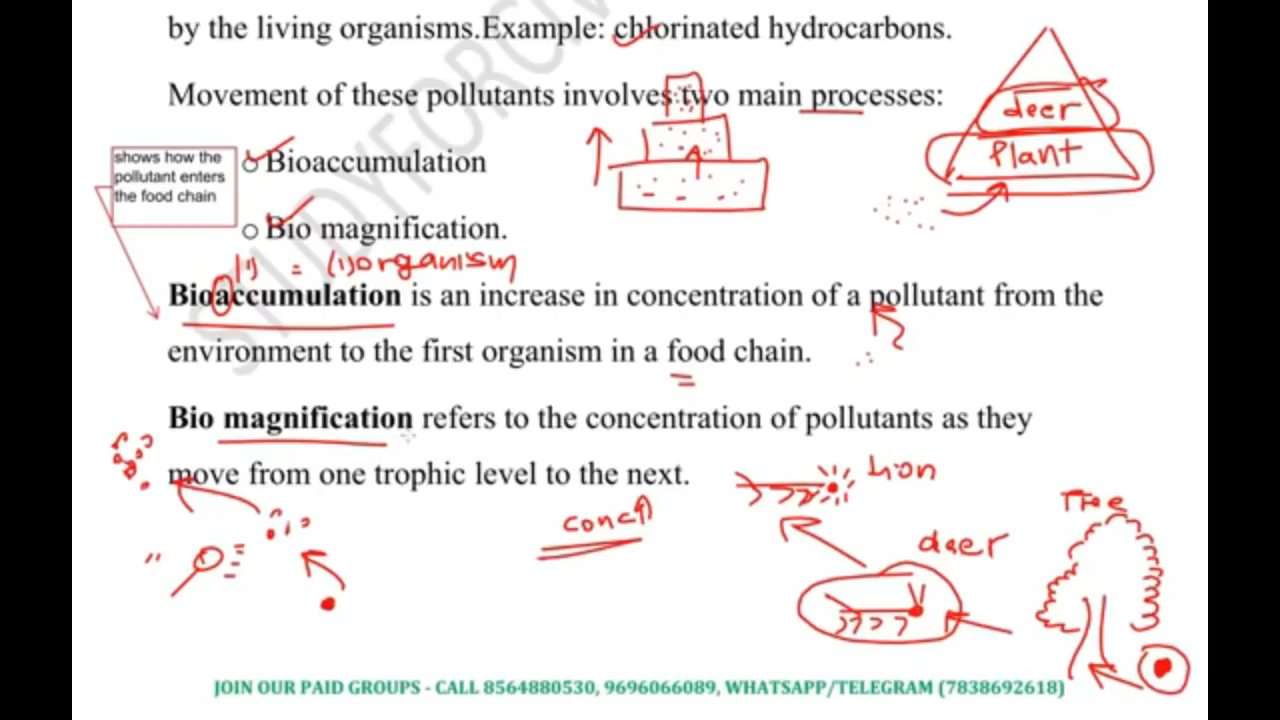 by the living organisms.Example: chlorinated hydrocarbons.
Movement of these pollutants involves two main processes:
deer
Plant
shows how the
pollutant enters
the food chain
Bioaccumulation
Bio magnification.
(1) = (1) organism
Bioaccumulation is an increase in concentration of a pollutant from the
environment to the first organism in a food chain.
Bio magnification refers to the concentration of pollutants as they
move from one trophic level to the next.
Lion
Tree
concn
deer
STUDYFORCIVI
JOIN OUR PAID GROUPS - CALL 8564880530, 9696066089, WHATSAPP/TELEGRAM (7838692618)